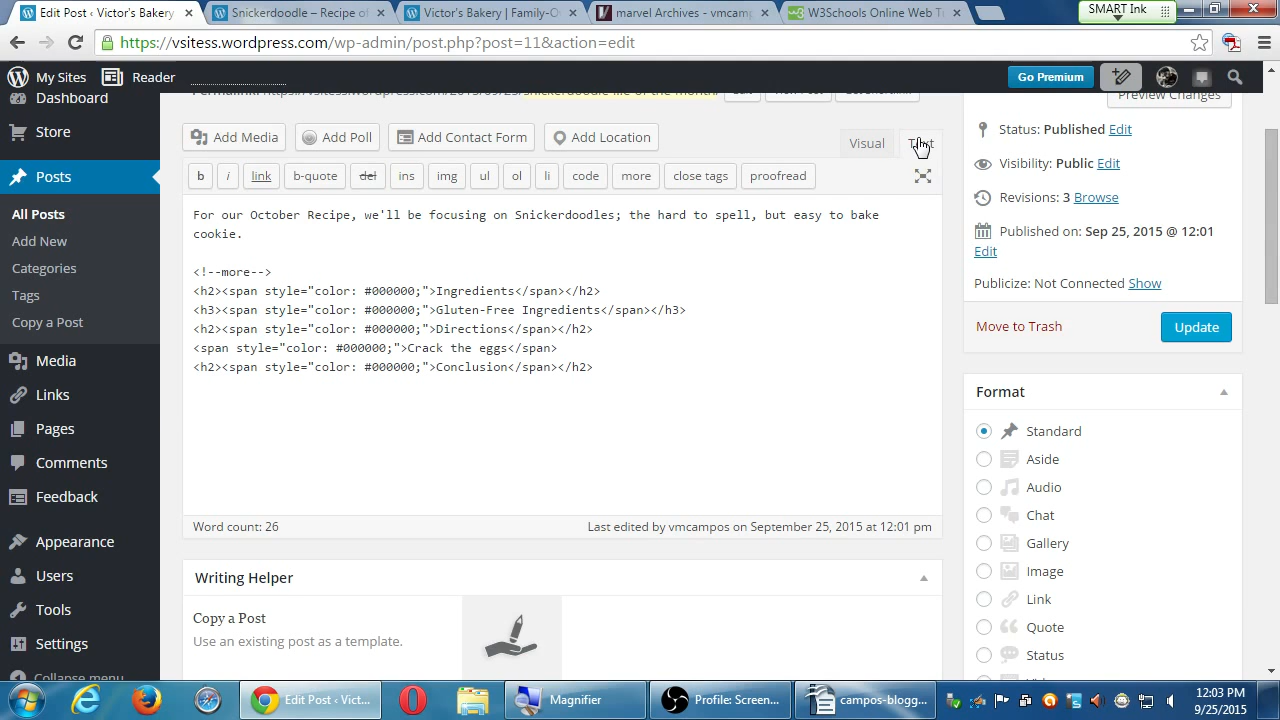 Edit Post ‹ Victor's Bakery
Snickerdoodle – Recipe of
Victor's Bakery | Family-O
marvel Archives - vmcamp
W3Schools Online Web T
SMART Ink
https://vsitess.wordpress.com/wp-admin/post.php?post=11&action=edit
My Sites
Reader
Go Premium
Dashboard
Store
Posts
All Posts
Add New
Categories
Tags
Copy a Post
Media
Links
Pages
Comments
Feedback
Appearance
Users
Tools
Settings
Collapse menu
Add Media
Add Poll
Add Contact Form
Add Location
Visual
b
i
link
b-quote
del
ins
img
ul
ol
li
code
more
close tags
proofread
For our October Recipe, we'll be focusing on Snickerdoodles; the hard to spell, but easy to bake
cookie.
<!--more-->
<h2><span style="color: #000000;">Ingredients</span></h2>
<h3><span style="color: #000000;">Gluten-Free Ingredients</span></h3>
<h2><span style="color: #000000;">Directions</span></h2>
<span style="color: #000000;">Crack the eggs</span>
<h2><span style="color: #000000;">Conclusion</span></h2>
Word count: 26
Last edited by vmcampos on September 25, 2015 at 12:01 pm
Writing Helper
Copy a Post
Use an existing post as a template.
Preview Changes
Status: Published Edit
Visibility: Public Edit
Revisions: 3 Browse
Published on: Sep 25, 2015 @ 12:01
Edit
Publicize: Not Connected Show
Move to Trash
Update
Format
Standard
Aside
Audio
Chat
Gallery
Image
Link
Quote
Status
Edit Post ‹ Vict...
Magnifier
Profile: Screen...
campos-blogg...
12:03 PM
9/25/2015